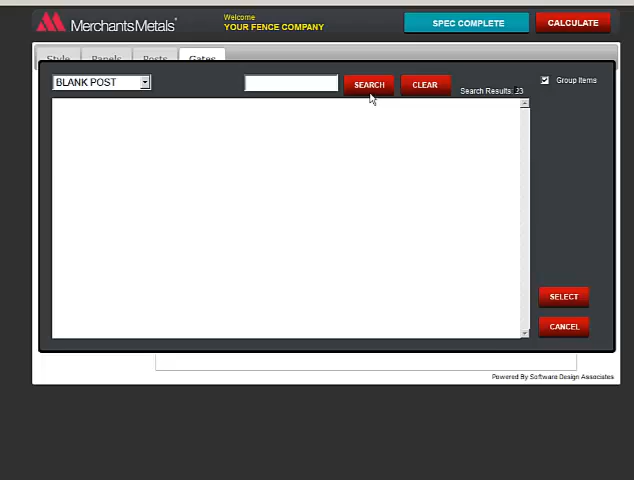 MerchantsMetals
Welcome
YOUR FENCE COMPANY
SPEC COMPLETE
CALCULATE
Style Panels Posts Gates
BLANK POST
SEARCH
CLEAR
Search Results: 23
Group Items
SELECT
CANCEL
Powered By Software Design Associates